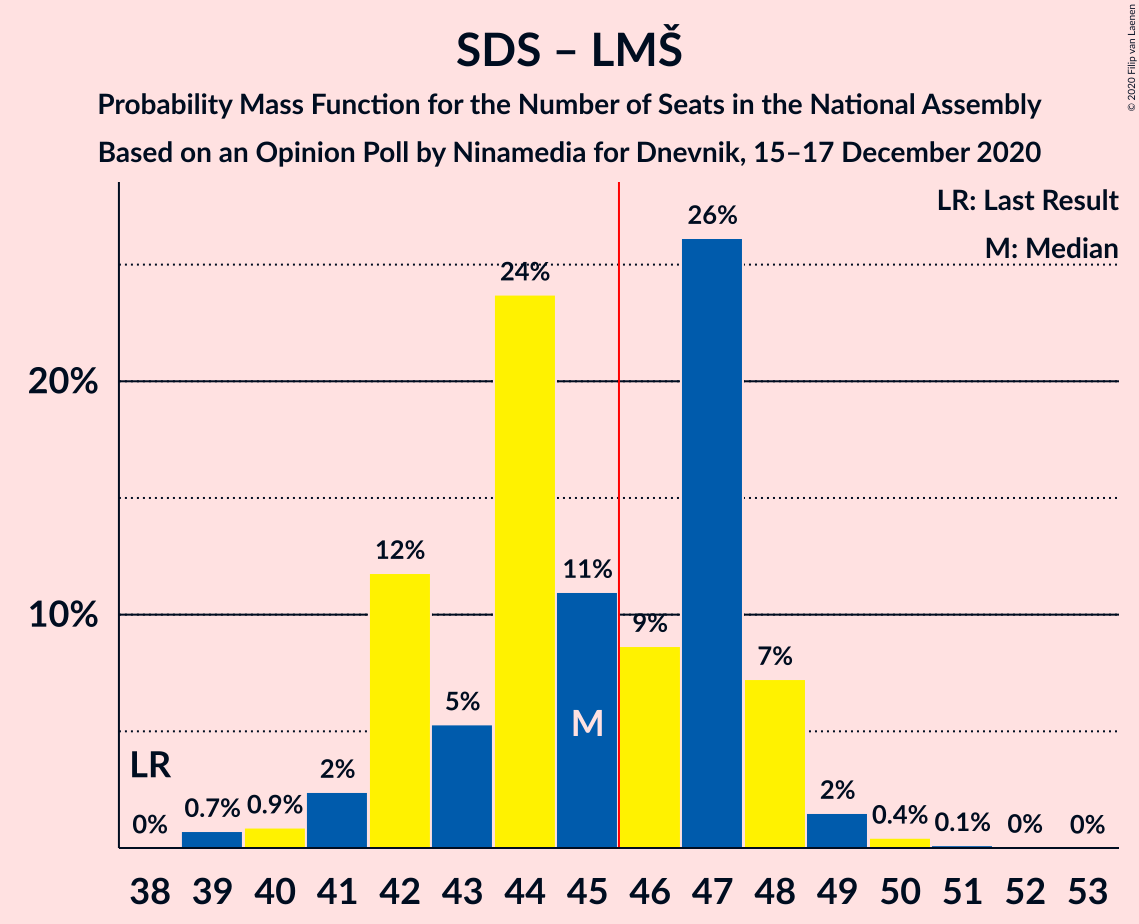 SDS – LMŠ
Probability Mass Function for the Number of Seats in the National Assembly
Based on an Opinion Poll by Ninamedia for Dnevnik, 15–17 December 2020
© 2020 Filip van Laenen
LR: Last Result
M: Median
20%
10%
LR
0%
0.7%
0.9%
2%
12%
5%
24%
11%
M
9%
26%
7%
2%
0.4%
0.1%
0%
0%
38 39 40 41 42 43 44 45 46 47 48 49 50 51 52 53